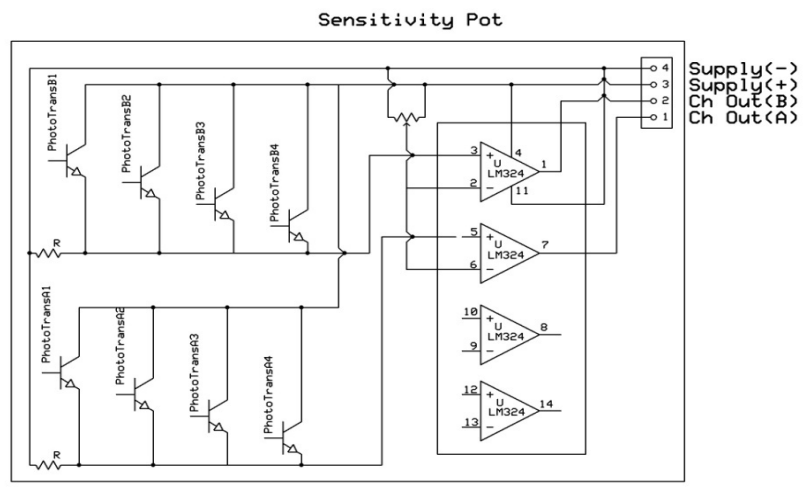 Sensitivity Pot
4 Supply(-)
3 Supply(+)
2 Ch Out(B)
1 Ch Out(A)
PhotoTransB1
PhotoTransB2
PhotoTransB3
PhotoTransB4
R
3 + 4 1
U
LM324
2 - 11
5 + 7
U
LM324
6 -
PhotoTransA1
PhotoTransA2
PhotoTransA3
PhotoTransA4
R
10 + 8
U
LM324
9 -
12 + 14
U
LM324
13 -